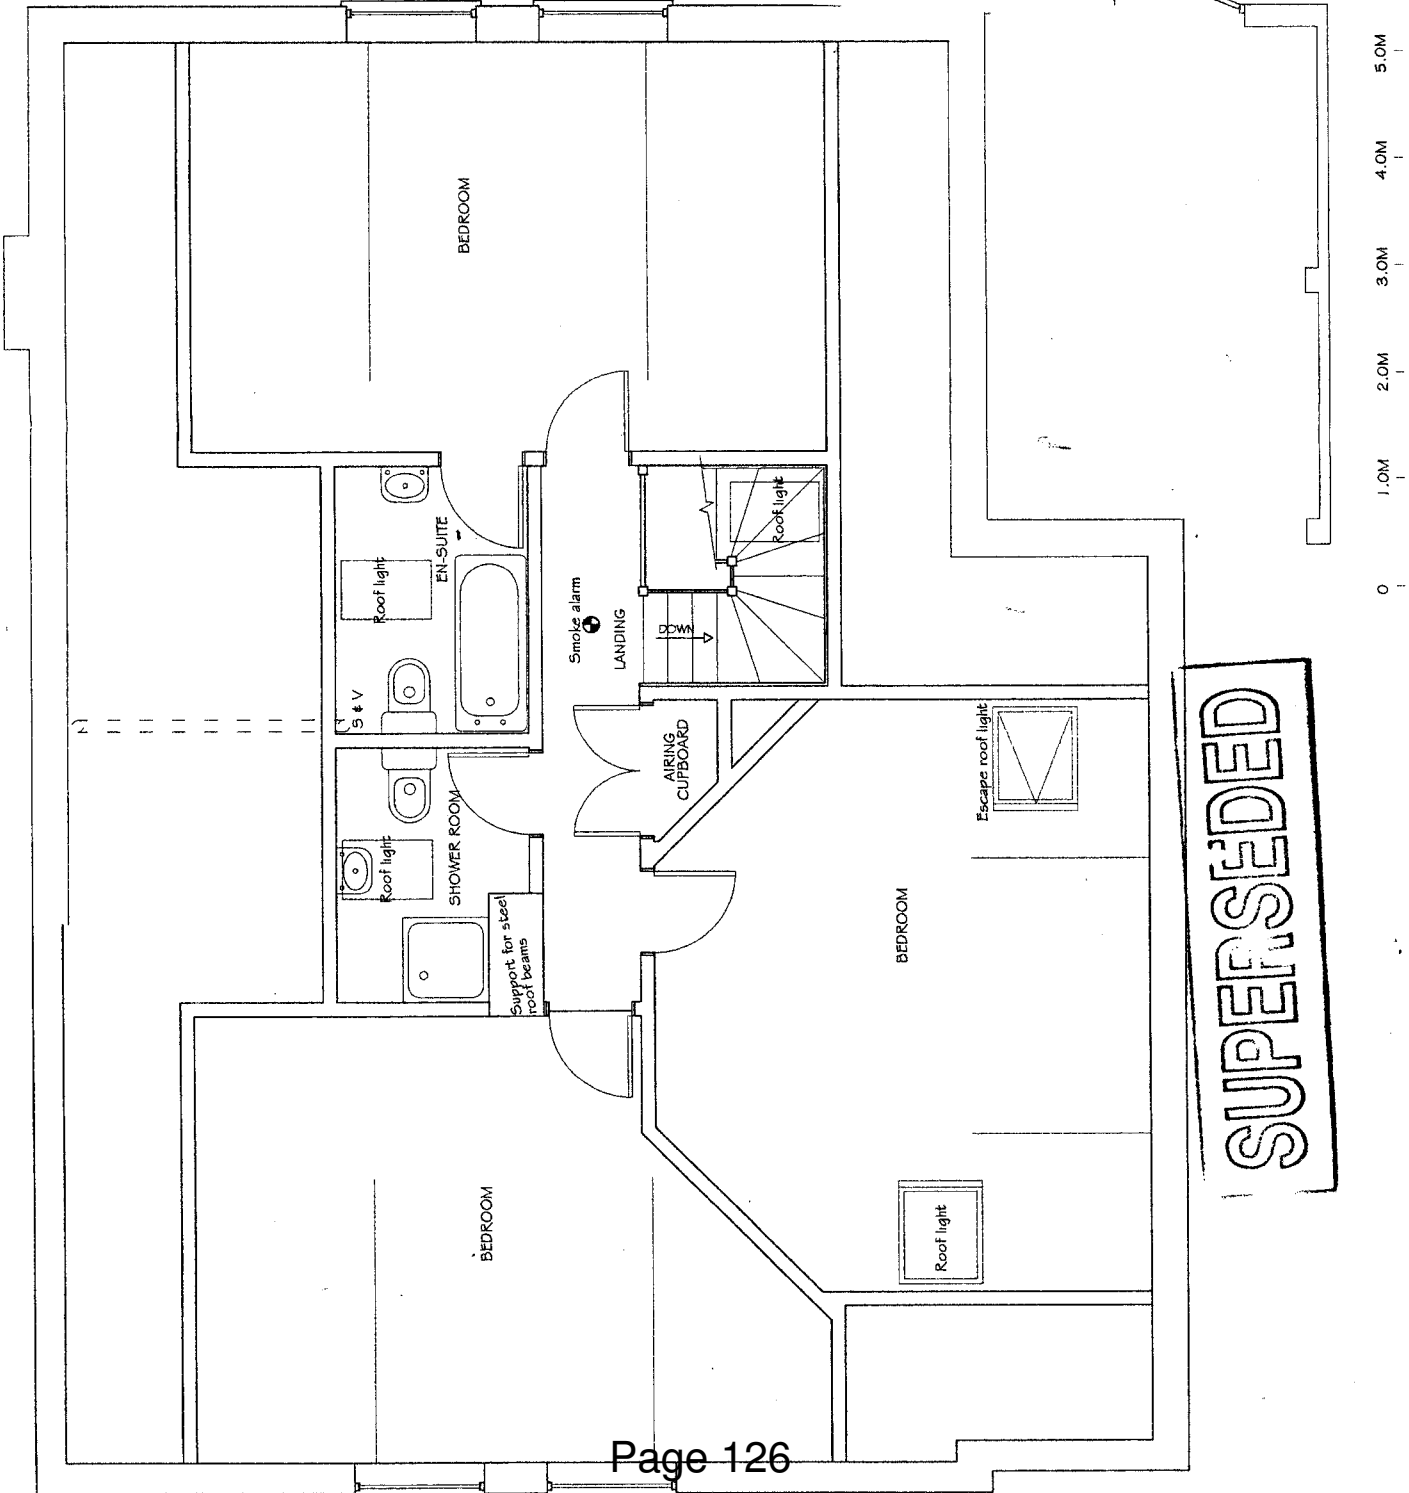 BEDROOM
EN-SUITE
Roof light
S & V
Roof light
SHOWER ROOM
Support for steel
roof beams
Smoke alarm
LANDING
DOWN
Roof light
AIRING
CUPBOARD
BEDROOM
Escape roof light
BEDROOM
Roof light
SUPERSEDED
0
1.0M
2.0M
3.0M
4.0M
5.0M
Page 126